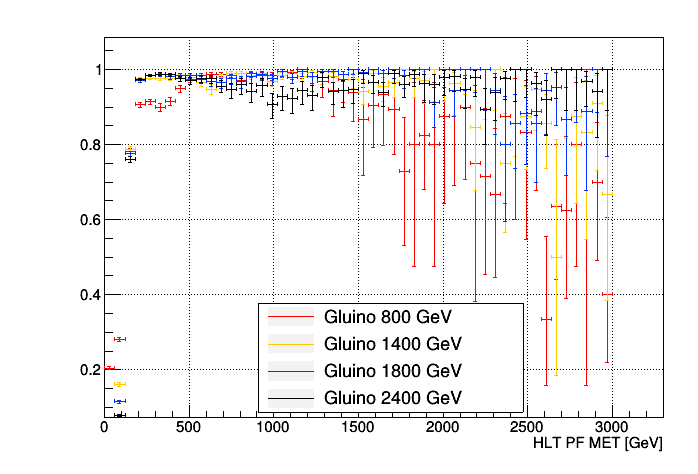 1
0.8
0.6
0.4
0.2
0 500 1000 1500 2000 2500 3000
HLT PF MET [GeV]
Gluino 800 GeV
Gluino 1400 GeV
Gluino 1800 GeV
Gluino 2400 GeV